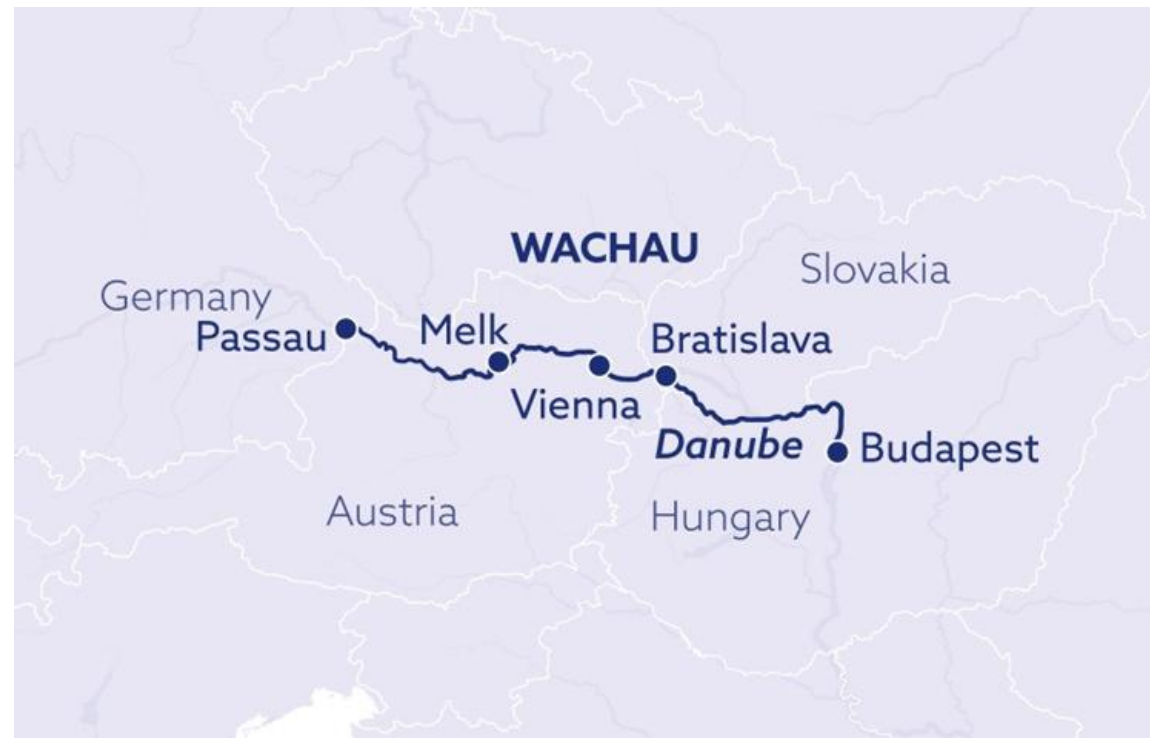 WACHAU
Slovakia
Germany
Passau
Melk
Bratislava
Vienna
Danube
Budapest
Austria
Hungary